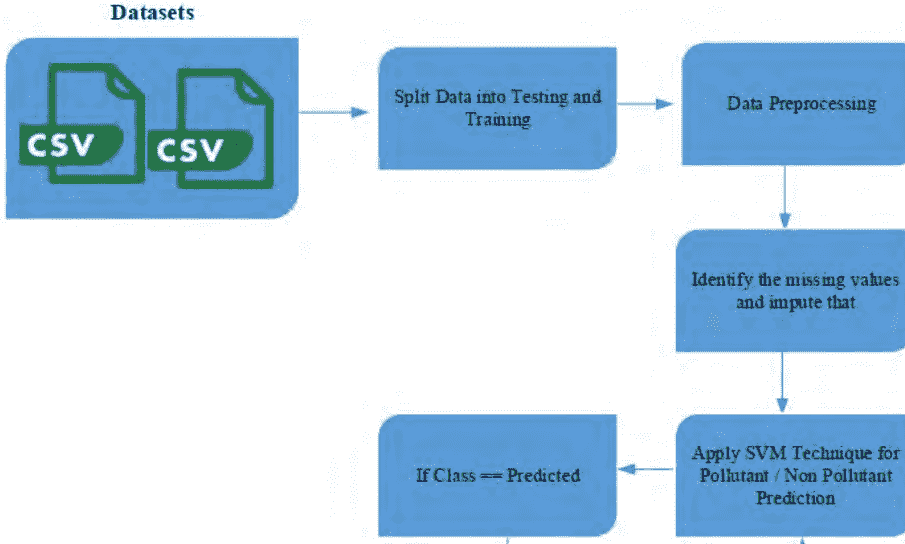 Datasets
CSV
CSV
Split Data into Testing and
Training
Data Preprocessing
Identify the missing values
and impute that
Apply SVM Technique for
Pollutant / Non Pollutant
Prediction
If Class == Predicted